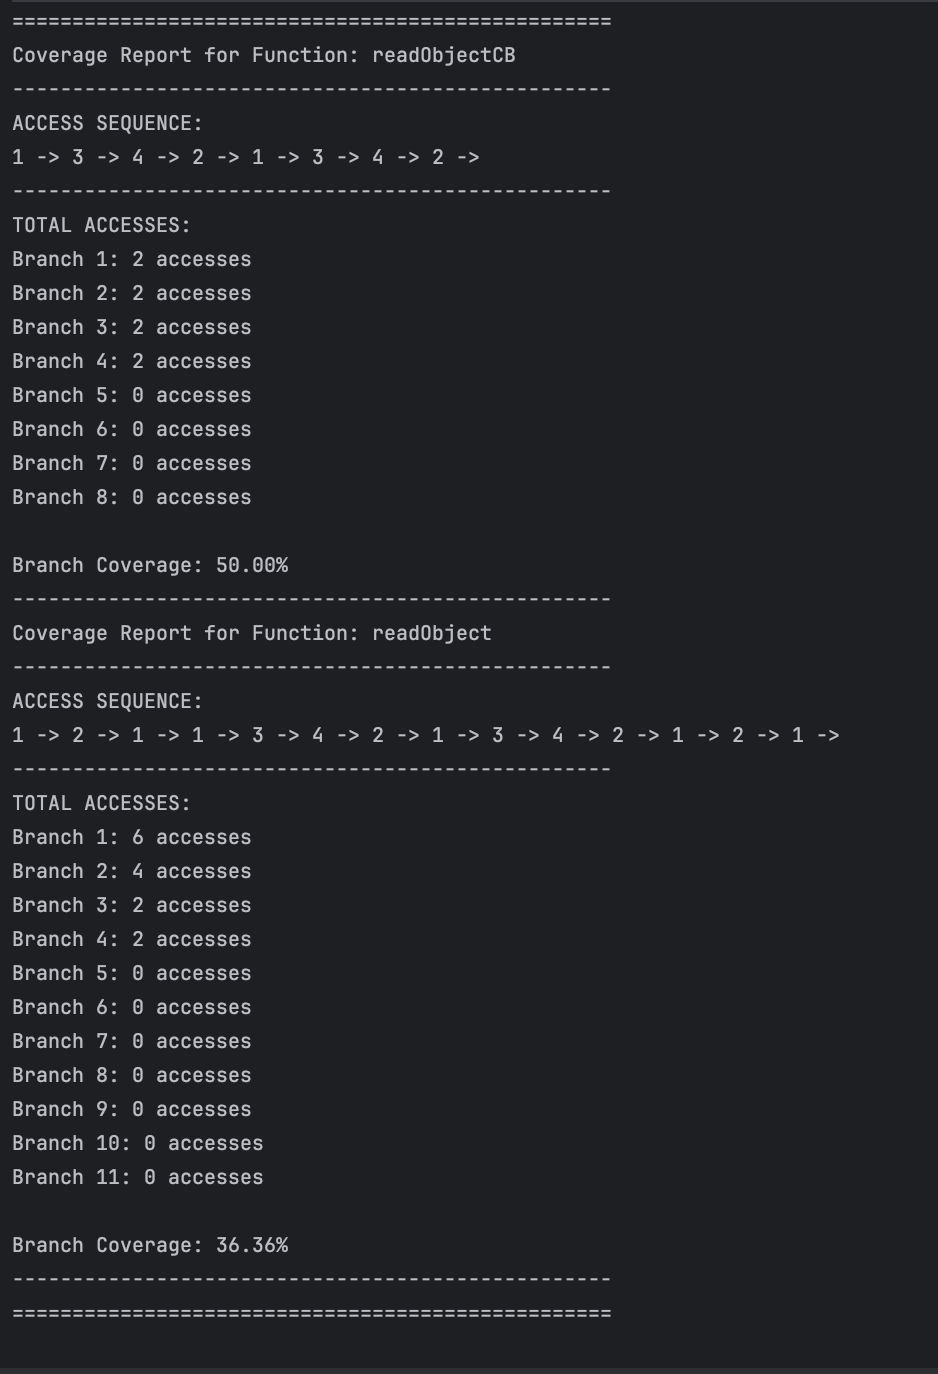 ==================================================
Coverage Report for Function: readObjectCB
--------------------------------------------------
ACCESS SEQUENCE:
1 -> 3 -> 4 -> 2 -> 1 -> 3 -> 4 -> 2 ->
--------------------------------------------------
TOTAL ACCESSES:
Branch 1: 2 accesses
Branch 2: 2 accesses
Branch 3: 2 accesses
Branch 4: 2 accesses
Branch 5: 0 accesses
Branch 6: 0 accesses
Branch 7: 0 accesses
Branch 8: 0 accesses

Branch Coverage: 50.00%
--------------------------------------------------
Coverage Report for Function: readObject
--------------------------------------------------
ACCESS SEQUENCE:
1 -> 2 -> 1 -> 1 -> 3 -> 4 -> 2 -> 1 -> 3 -> 4 -> 2 -> 1 -> 2 -> 1 ->
--------------------------------------------------
TOTAL ACCESSES:
Branch 1: 6 accesses
Branch 2: 4 accesses
Branch 3: 2 accesses
Branch 4: 2 accesses
Branch 5: 0 accesses
Branch 6: 0 accesses
Branch 7: 0 accesses
Branch 8: 0 accesses
Branch 9: 0 accesses
Branch 10: 0 accesses
Branch 11: 0 accesses

Branch Coverage: 36.36%
--------------------------------------------------
==================================================